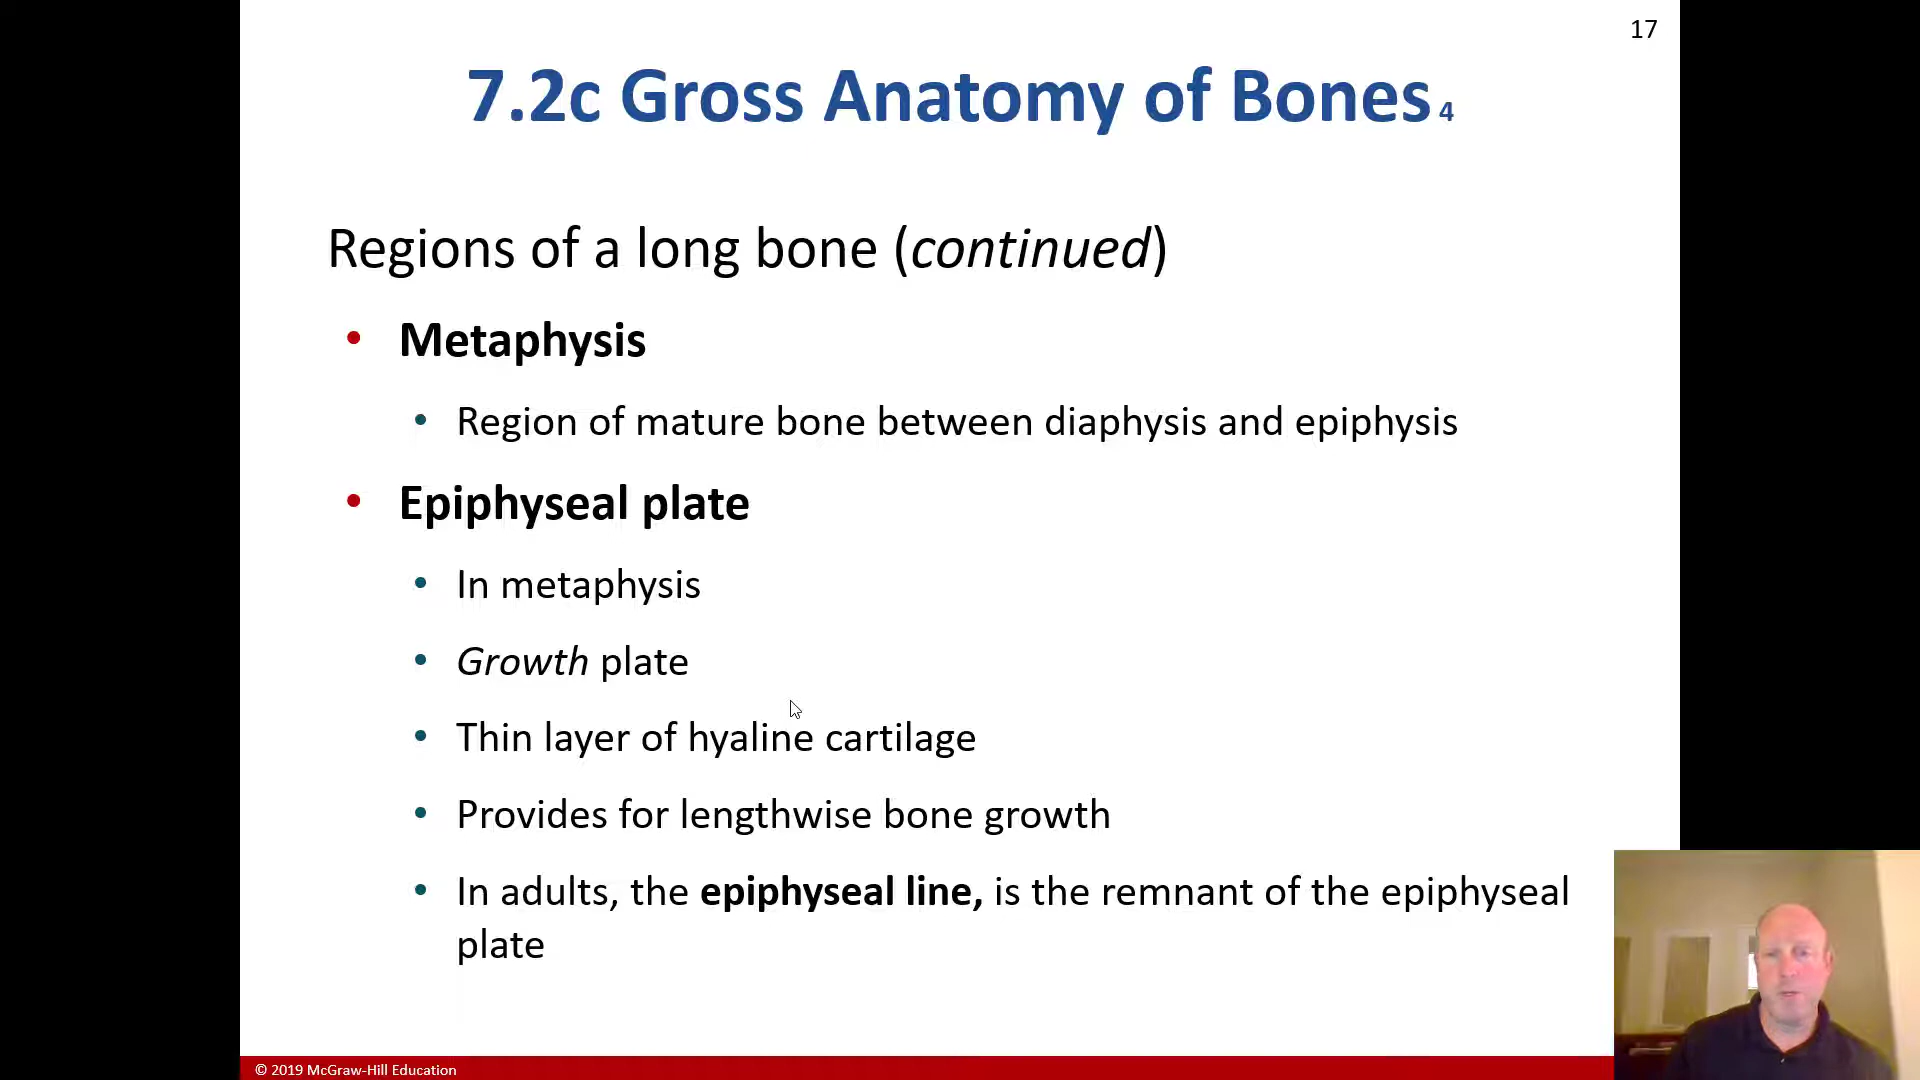 17
7.2c Gross Anatomy of Bones 4
Regions of a long bone (continued)
• Metaphysis
• Region of mature bone between diaphysis and epiphysis
• Epiphyseal plate
• In metaphysis
• Growth plate
• Thin layer of hyaline cartilage
• Provides for lengthwise bone growth
• In adults, the epiphyseal line, is the remnant of the epiphyseal
plate
© 2019 McGraw-Hill Education